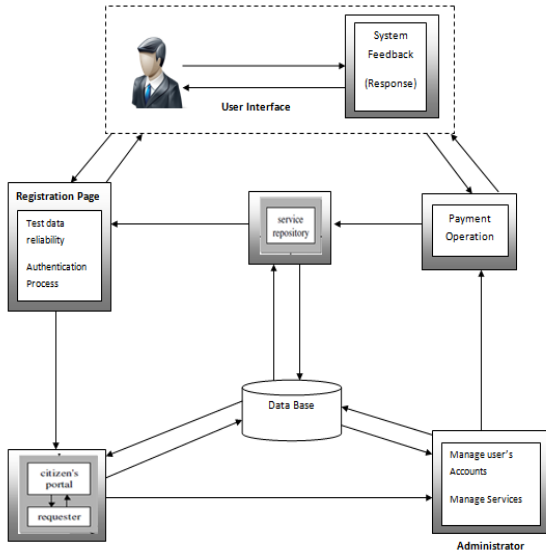 System
Feedback
(Response)
User Interface
Registration Page
Test data
reliability
Authentication
Process
service
repository
Payment
Operation
Data Base
citizen's
portal
requester
Manage user's
Accounts
Manage Services
Administrator